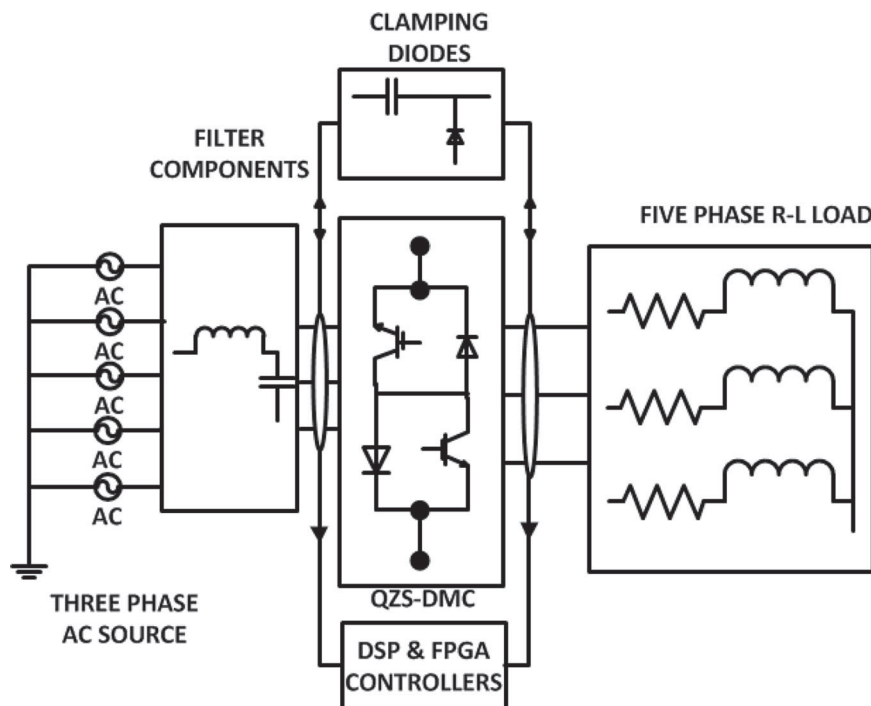 CLAMPING
DIODES
FILTER
COMPONENTS
FIVE PHASE R-L LOAD
AC
AC
AC
AC
AC
THREE PHASE
AC SOURCE
QZS-DMC
DSP & FPGA
CONTROLLERS